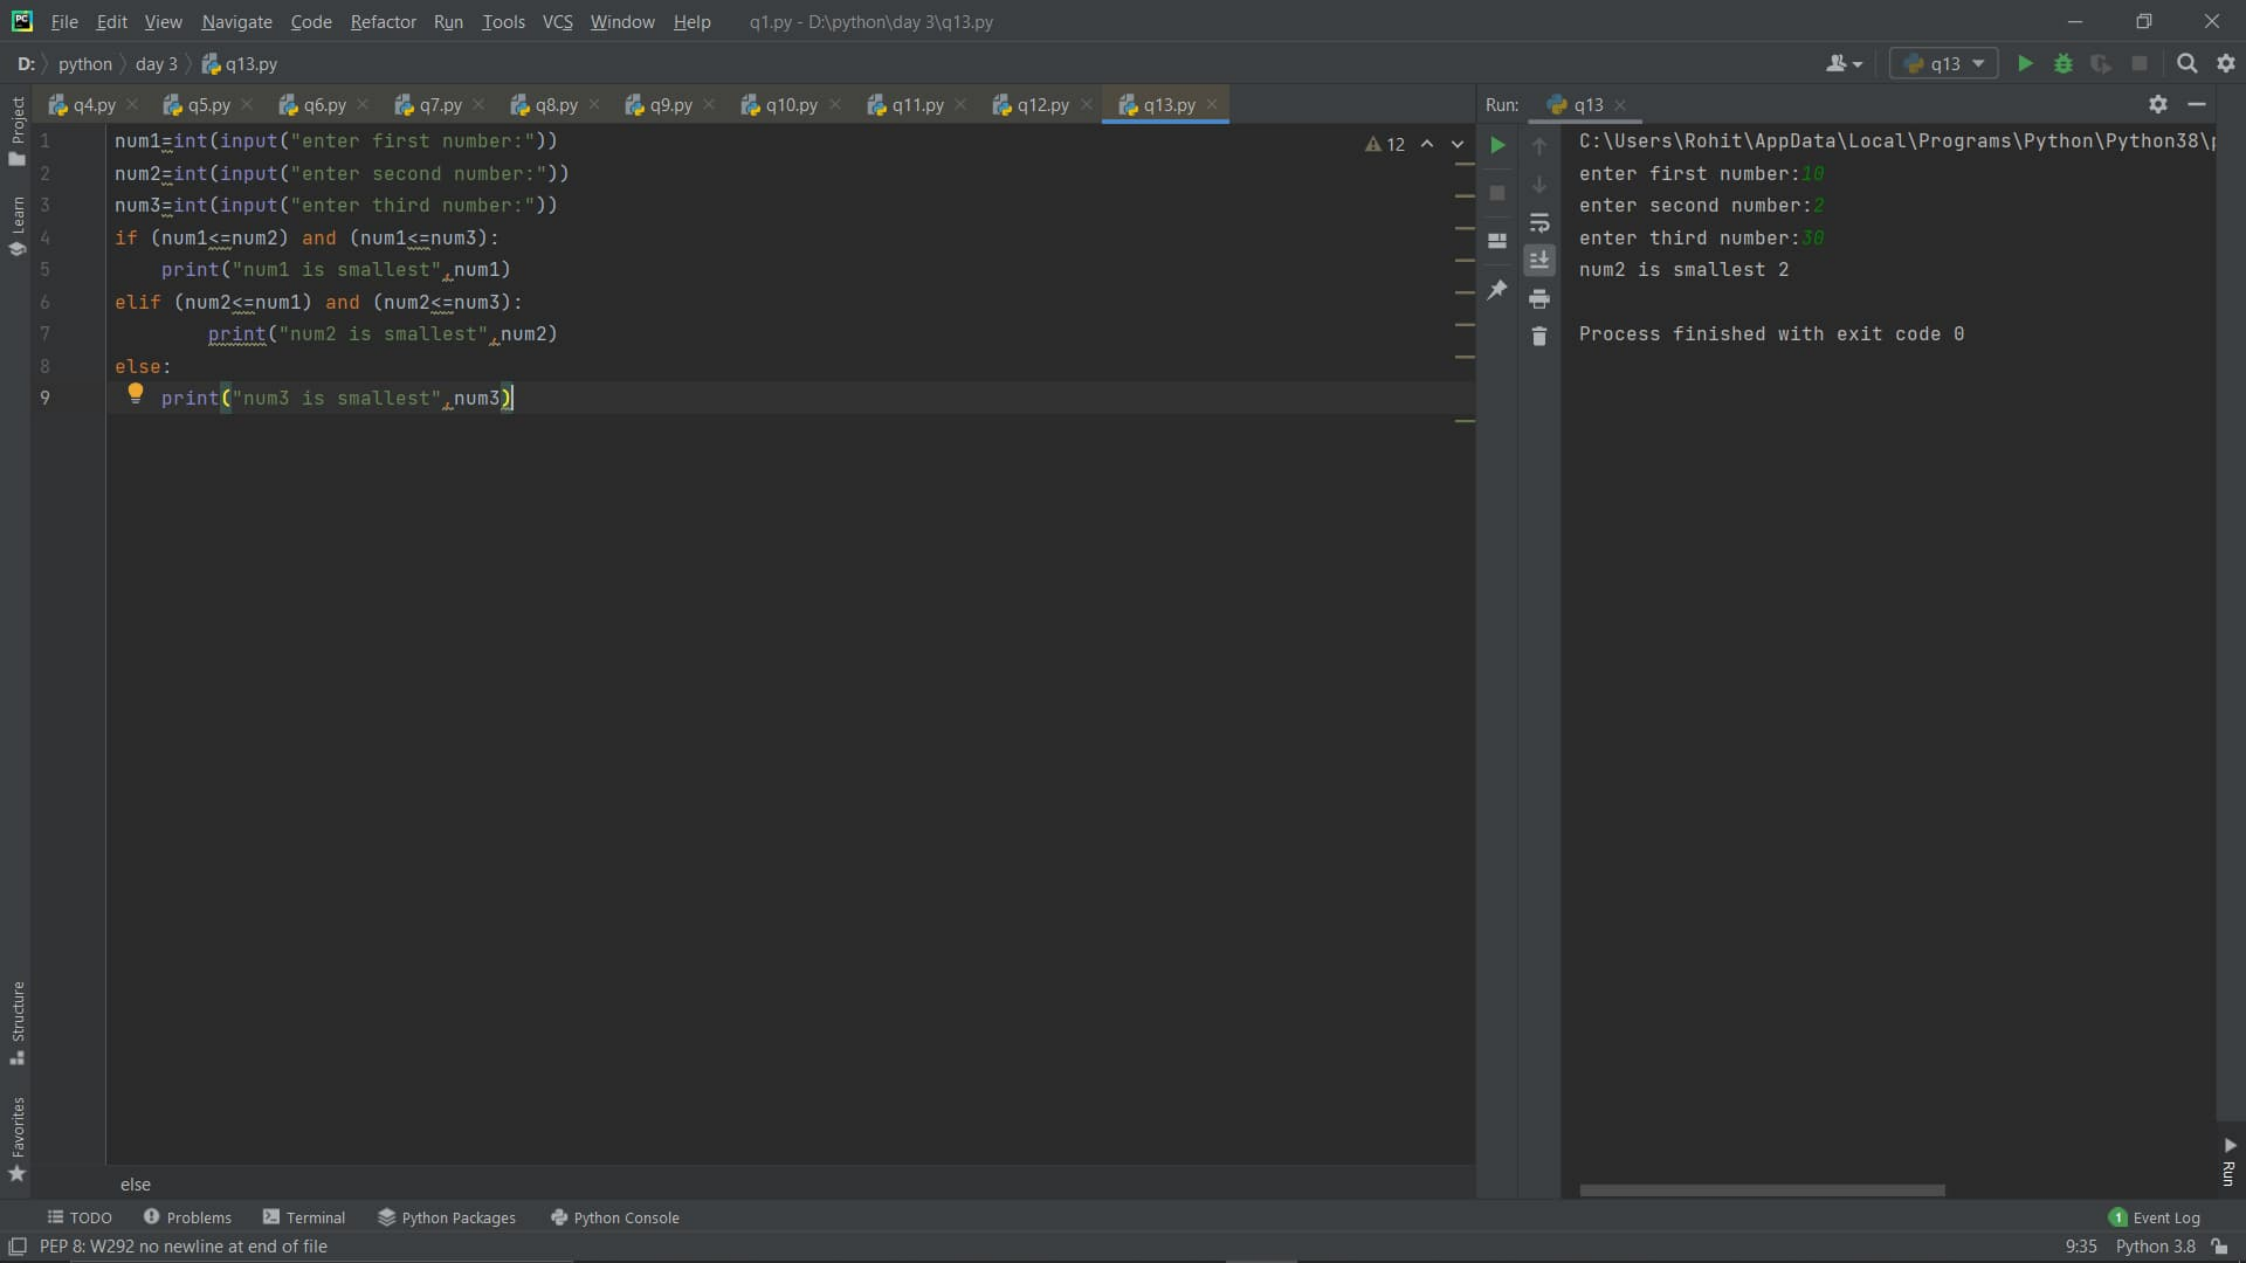 File Edit View Navigate Code Refactor Run Tools VCS Window Help q1.py - D:\python\day 3\q13.py
D: python day 3 q13.py
q13
q4.py q5.py q6.py q7.py q8.py q9.py q10.py q11.py q12.py q13.py
Run: q13
Project
Learn
Structure
Favorites
12
1 num1=int(input("enter first number:"))
2 num2=int(input("enter second number:"))
3 num3=int(input("enter third number:"))
4 if (num1<=num2) and (num1<=num3):
5 print("num1 is smallest",num1)
6 elif (num2<=num1) and (num2<=num3):
7 print("num2 is smallest",num2)
8 else:
9 print("num3 is smallest",num3)
C:\Users\Rohit\AppData\Local\Programs\Python\Python38\
enter first number:10
enter second number:2
enter third number:30
num2 is smallest 2
Process finished with exit code 0
Run
else
TODO Problems Terminal Python Packages Python Console
1 Event Log
PEP 8: W292 no newline at end of file
9:35 Python 3.8